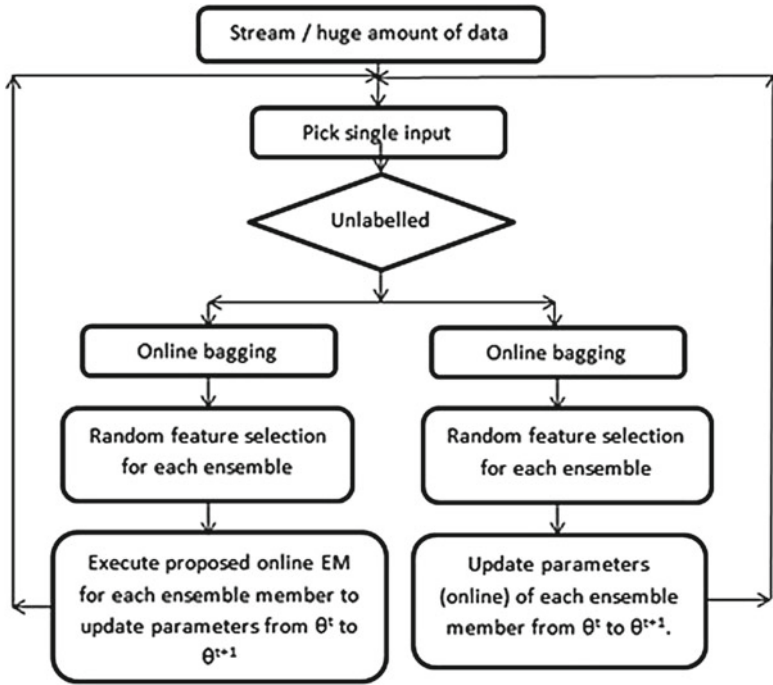 Stream / huge amount of data
Pick single input
Unlabelled
Online bagging
Online bagging
Random feature selection
for each ensemble
Random feature selection
for each ensemble
Execute proposed online EM
for each ensemble member to
update parameters from θᵗ to
θᵗ⁺¹
Update parameters
(online) of each ensemble
member from θᵗ to θᵗ⁺¹.